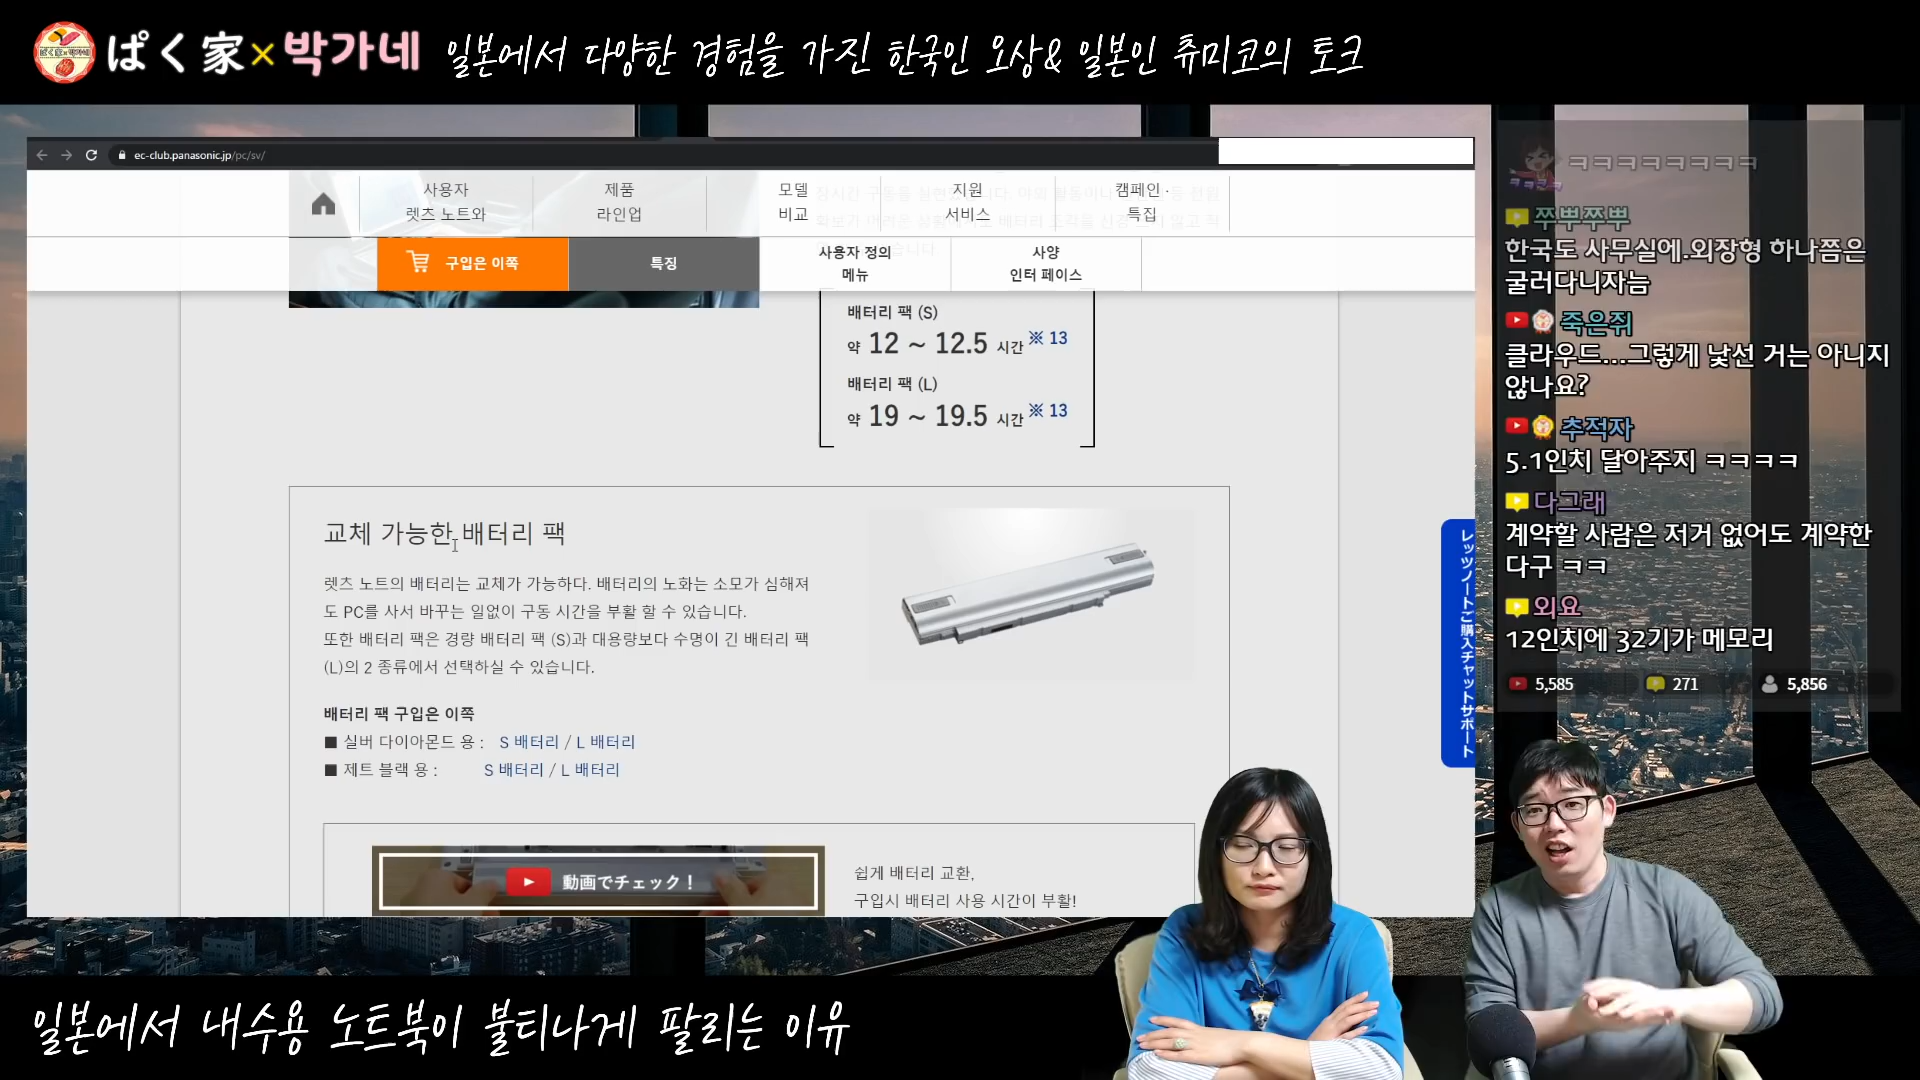 ぱく家×박가네 일본에서 다양한 경험을 가진 한국인 오상& 일본인 츄미코의 토크
ec-club.panasonic.jp/pc/sv/
사용자
렛츠 노트와
제품
라인업
모델
비교
지원
서비스
캠페인 ·
특집
구입은 이쪽
특징
사용자 정의
메뉴
사양
인터 페이스
배터리 팩 (S)
약 12 ~ 12.5 시간 ※ 13
배터리 팩 (L)
약 19 ~ 19.5 시간 ※ 13
교체 가능한 배터리 팩
렛츠 노트의 배터리는 교체가 가능하다. 배터리의 노화는 소모가 심해져
도 PC를 사서 바꾸는 일없이 구동 시간을 부활 할 수 있습니다.
또한 배터리 팩은 경량 배터리 팩 (S)과 대용량보다 수명이 긴 배터리 팩
(L)의 2 종류에서 선택하실 수 있습니다.
배터리 팩 구입은 이쪽
■ 실버 다이아몬드 용 : S 배터리 / L 배터리
■ 제트 블랙 용 : S 배터리 / L 배터리
動画でチェック！
쉽게 배터리 교환,
구입시 배터리 사용 시간이 부활!
レッツノートご購入チャットサポート
ㅋㅋㅋㅋㅋㅋㅋㅋ
쭈뿌쭈뿌
한국도 사무실에.외장형 하나쯤은
굴러다니자늠
죽은쥐
클라우드...그렇게 낯선 거는 아니지
않나요?
추적자
5.1인치 달아주지 ㅋㅋㅋㅋ
다그래
계약할 사람은 저거 없어도 계약한
다구 ㅋㅋ
외요
12인치에 32기가 메모리
5,585 271 5,856
일본에서 내수용 노트북이 불티나게 팔리는 이유